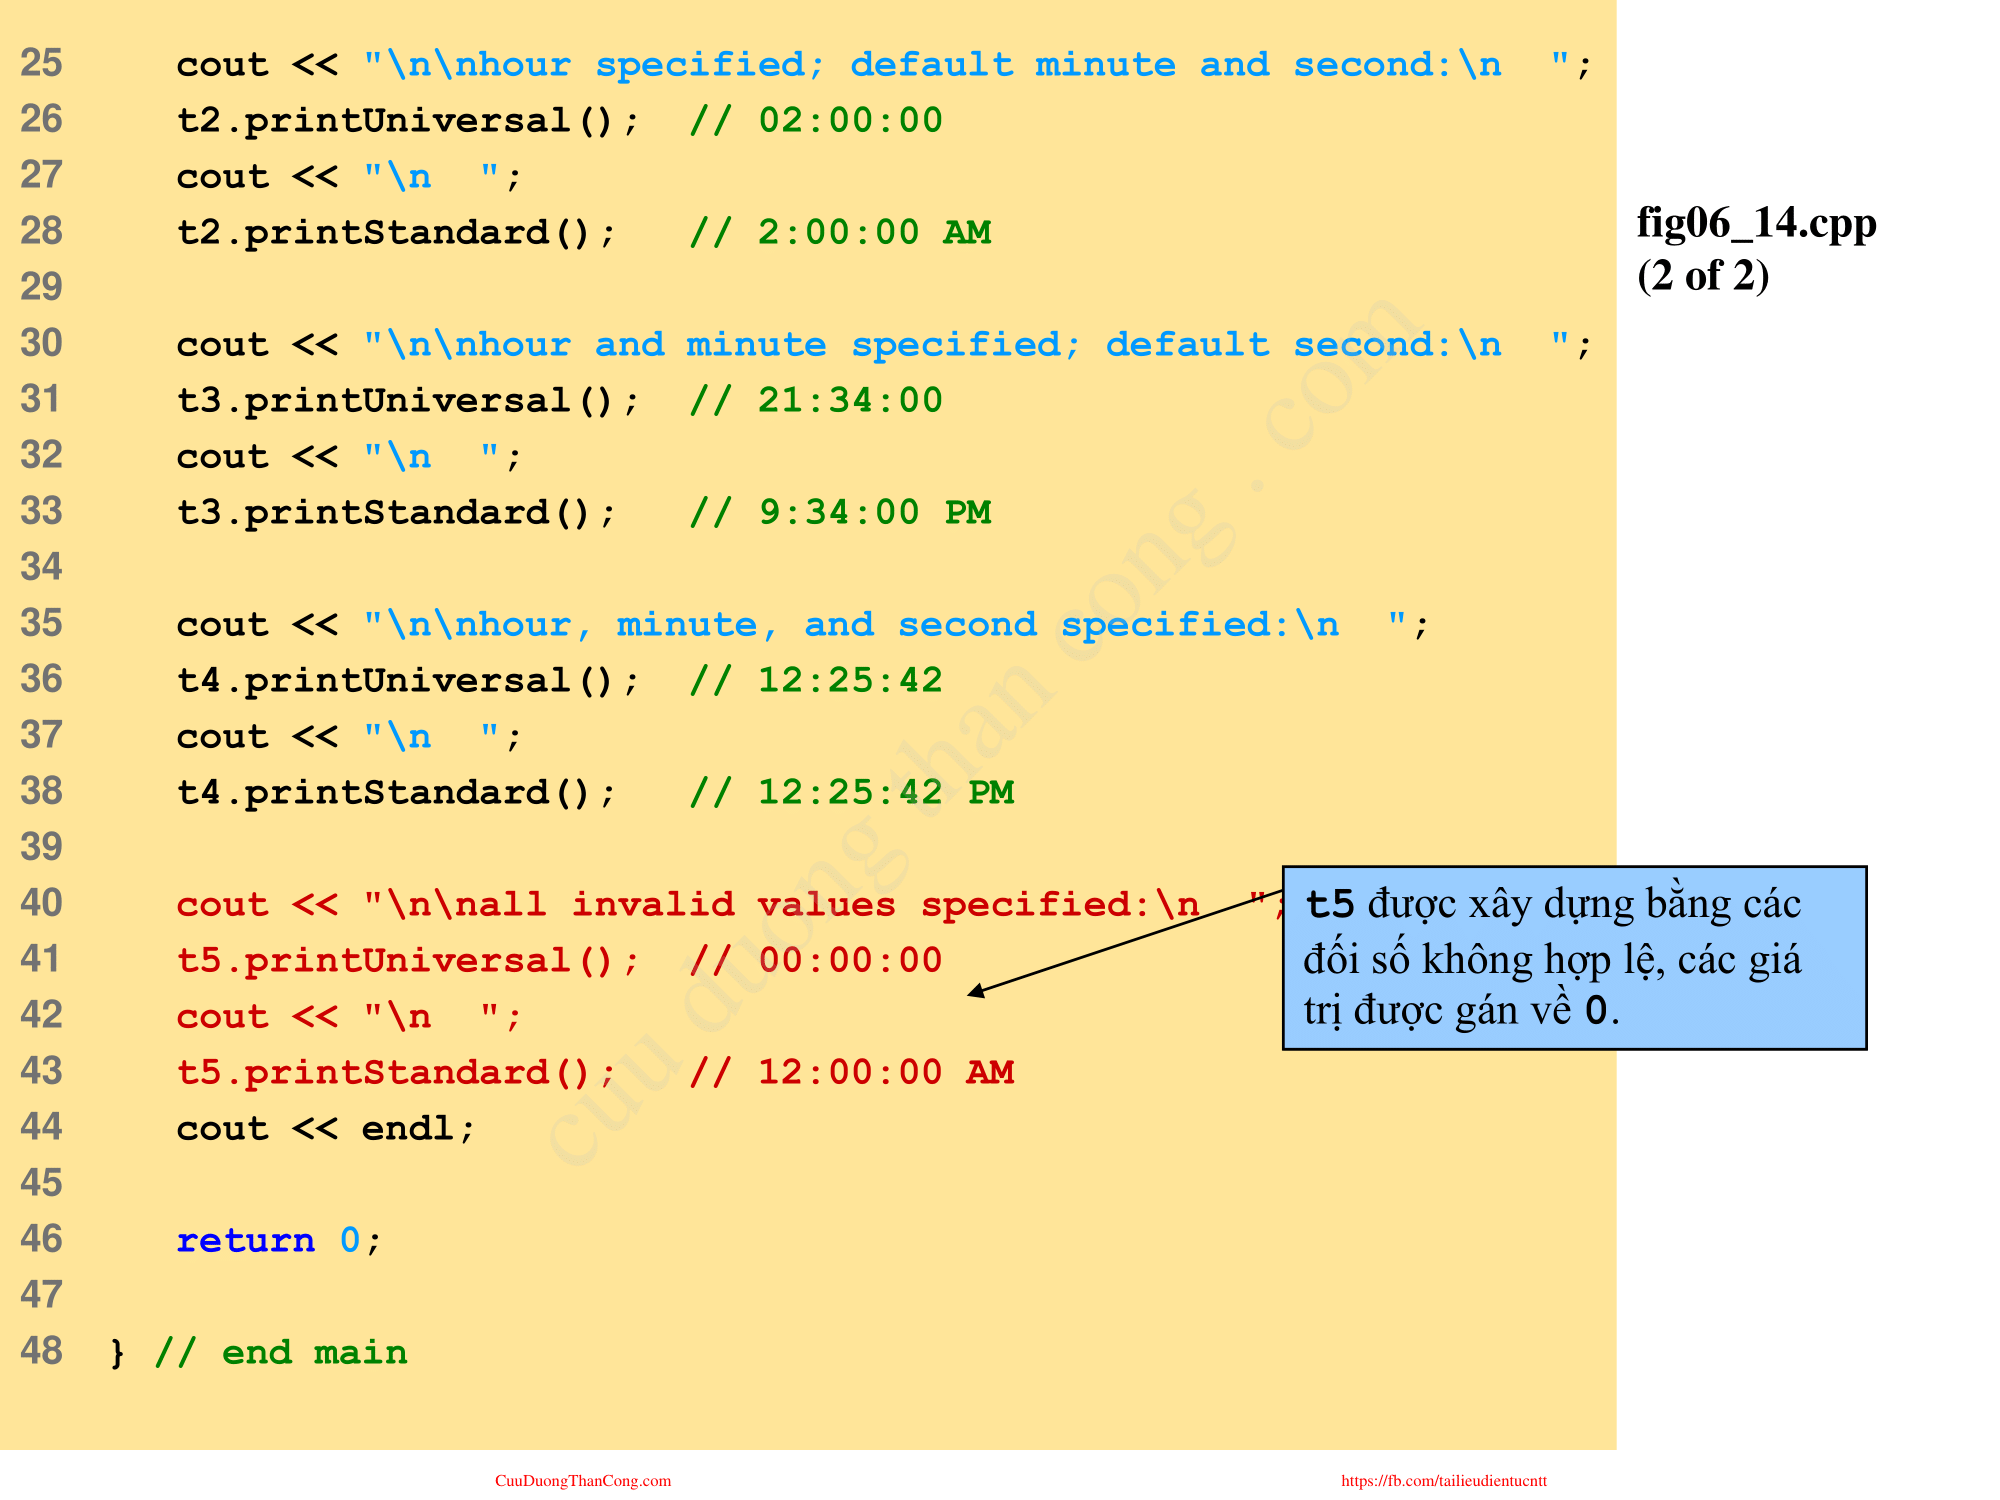 25 cout << "\n\nhour specified; default minute and second:\n  ";
26 t2.printUniversal();  // 02:00:00
27 cout << "\n  ";
28 t2.printStandard();   // 2:00:00 AM
29
30 cout << "\n\nhour and minute specified; default second:\n  ";
31 t3.printUniversal();  // 21:34:00
32 cout << "\n  ";
33 t3.printStandard();   // 9:34:00 PM
34
35 cout << "\n\nhour, minute, and second specified:\n  ";
36 t4.printUniversal();  // 12:25:42
37 cout << "\n  ";
38 t4.printStandard();   // 12:25:42 PM
39
40 cout << "\n\nall invalid values specified:\n  ";
41 t5.printUniversal();  // 00:00:00
42 cout << "\n  ";
43 t5.printStandard();   // 12:00:00 AM
44 cout << endl;
45
46 return 0;
47
48 } // end main
fig06_14.cpp
(2 of 2)
t5 được xây dựng bằng các
đối số không hợp lệ, các giá
trị được gán về 0.
cuu duong than cong . com
CuuDuongThanCong.com
https://fb.com/tailieudientucntt